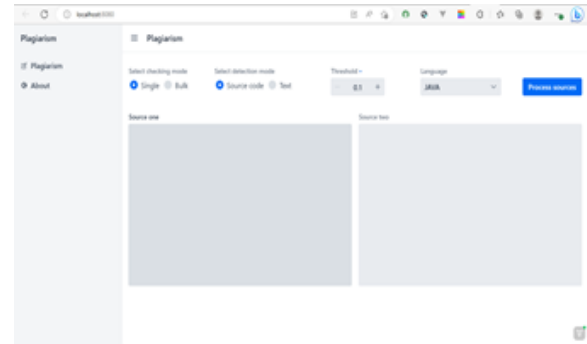 localhost:8080
Plagiarism
Plagiarism
Plagiarism
About
Select checking mode
Single Bulk
Select detection mode
Source code Text
Threshold -
0.1 +
Language
JAVA
Process sources
Source one
Source two